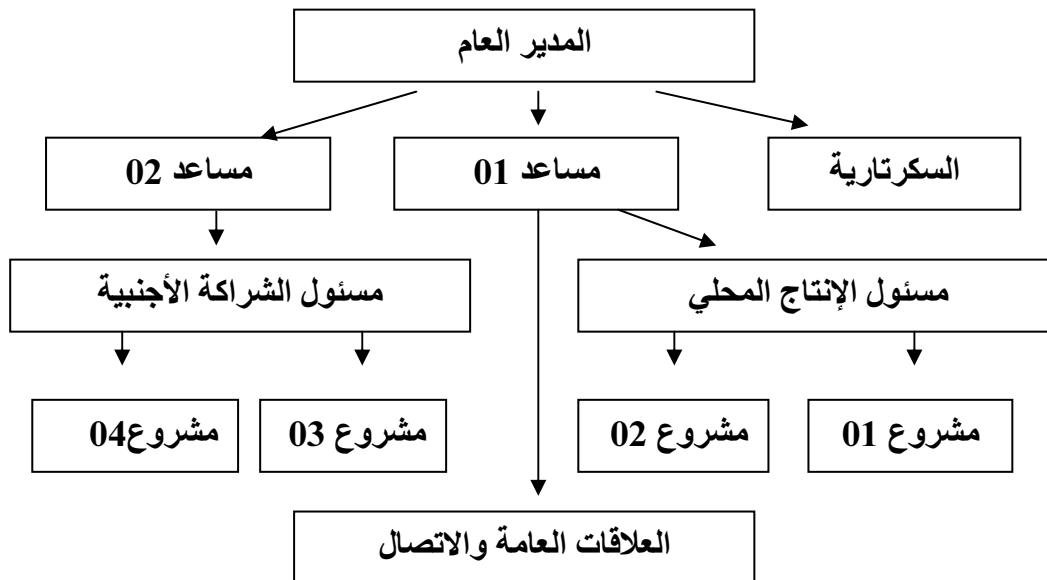 المدير العام
السكرتارية
مساعد 01
مساعد 02
مسئول الإنتاج المحلي
مسئول الشراكة الأجنبية
مشروع 01
مشروع 02
مشروع 03
مشروع04
العلاقات العامة والاتصال